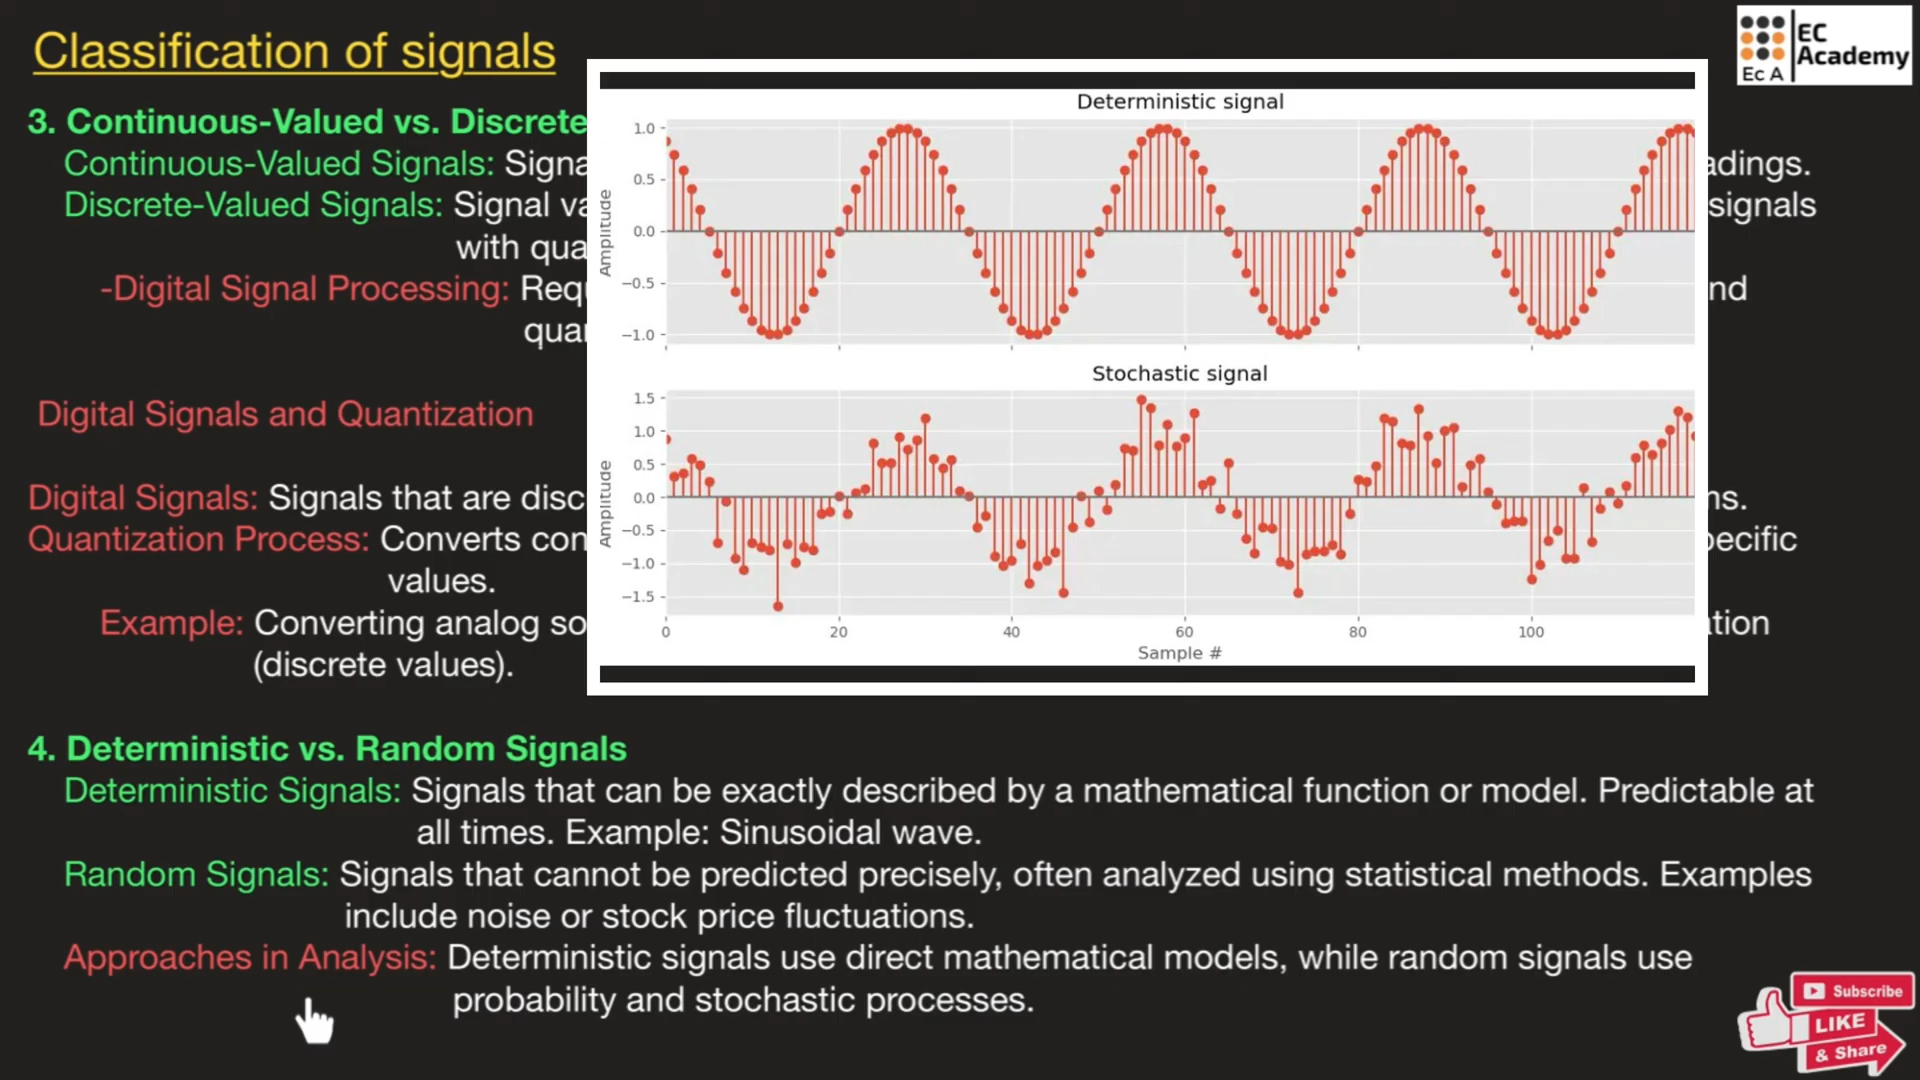 Classification of signals
EC
Academy
Ec A
3. Continuous-Valued vs. Discrete
Continuous-Valued Signals: Signa
adings.
Discrete-Valued Signals: Signal va
signals
with qua
-Digital Signal Processing: Requ
nd
quan
Digital Signals and Quantization
Digital Signals: Signals that are disc
ns.
Quantization Process: Converts con
pecific
values.
Example: Converting analog so
ation
(discrete values).
Deterministic signal
Amplitude
1.0
0.5
0.0
−0.5
−1.0
Stochastic signal
Amplitude
1.5
1.0
0.5
0.0
−0.5
−1.0
−1.5
0 20 40 60 80 100
Sample #
4. Deterministic vs. Random Signals
Deterministic Signals: Signals that can be exactly described by a mathematical function or model. Predictable at
all times. Example: Sinusoidal wave.
Random Signals: Signals that cannot be predicted precisely, often analyzed using statistical methods. Examples
include noise or stock price fluctuations.
Approaches in Analysis: Deterministic signals use direct mathematical models, while random signals use
probability and stochastic processes.
Subscribe
LIKE
& Share